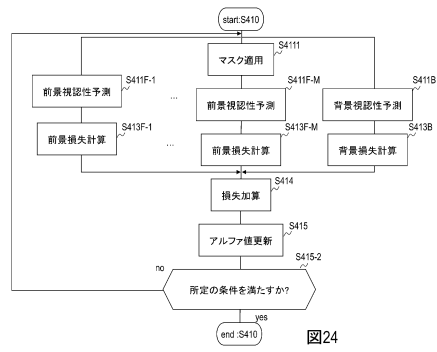 start:S410
S4111
マスク適用
S411F-1
S411F-M
S411B
前景視認性予測
...
前景視認性予測
背景視認性予測
S413F-1
S413F-M
S413B
前景損失計算
...
前景損失計算
背景損失計算
S414
損失加算
S415
アルファ値更新
S415-2
no
所定の条件を満たすか?
yes
end :S410
図24